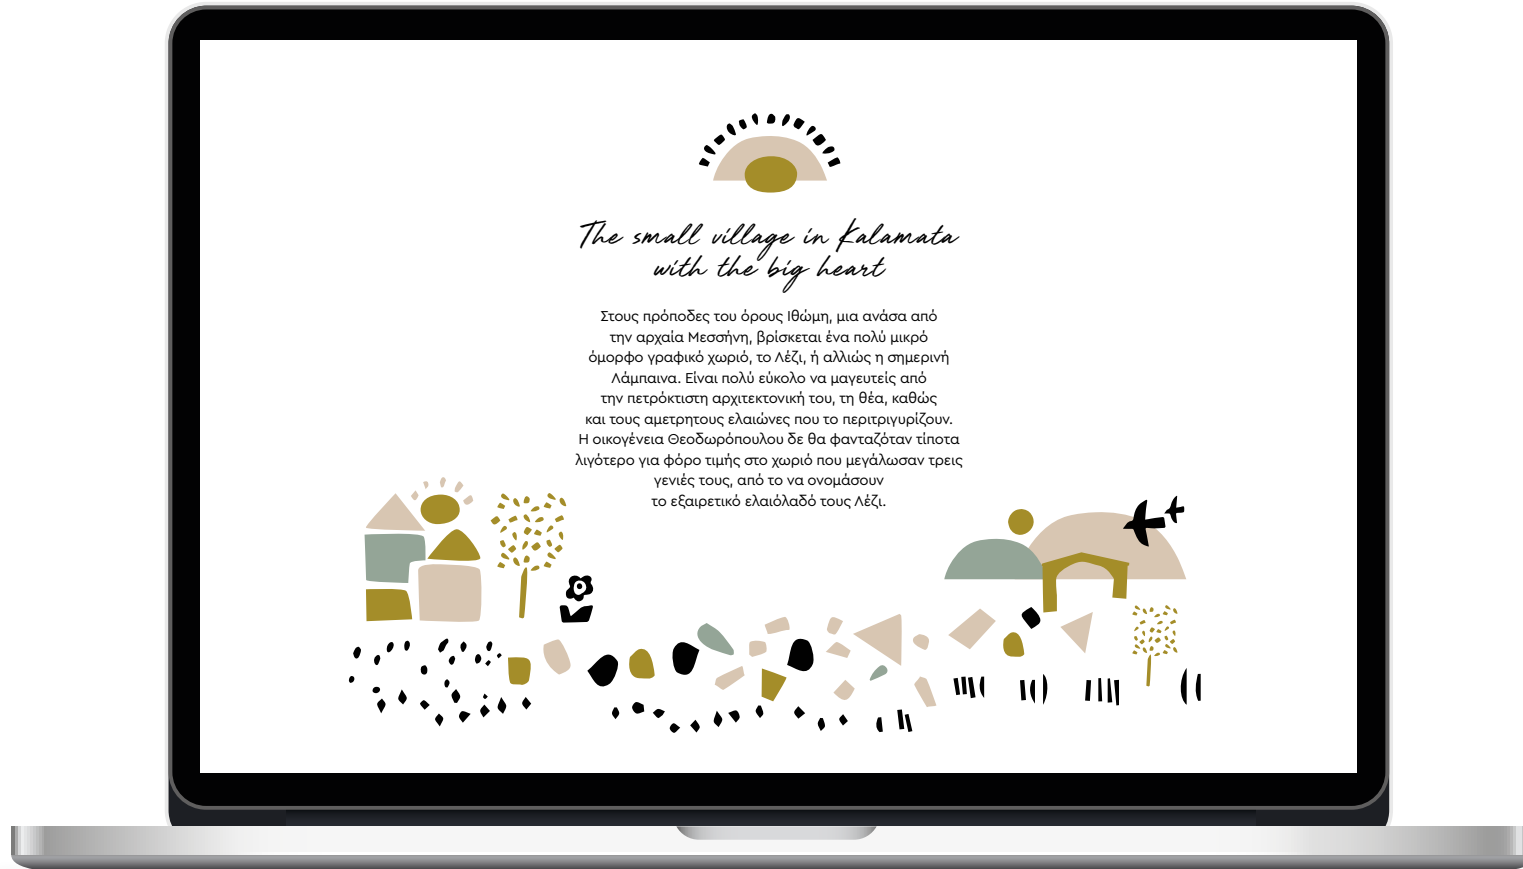 The small village in Kalamata
with the big heart
Στους πρόποδες του όρους Ιθώμη, μια ανάσα από
την αρχαία Μεσσήνη, βρίσκεται ένα πολύ μικρό
όμορφο γραφικό χωριό, το Λέζι, ή αλλιώς η σημερινή
Λάμπαινα. Είναι πολύ εύκολο να μαγευτείς από
την πετρόκτιστη αρχιτεκτονική του, τη θέα, καθώς
και τους αμετρητους ελαιώνες που το περιτριγυρίζουν.
Η οικογένεια Θεοδωρόπουλου δε θα φανταζόταν τίποτα
λιγότερο για φόρο τιμής στο χωριό που μεγάλωσαν τρεις
γενιές τους, από το να ονομάσουν
το εξαιρετικό ελαιόλαδό τους Λέζι.